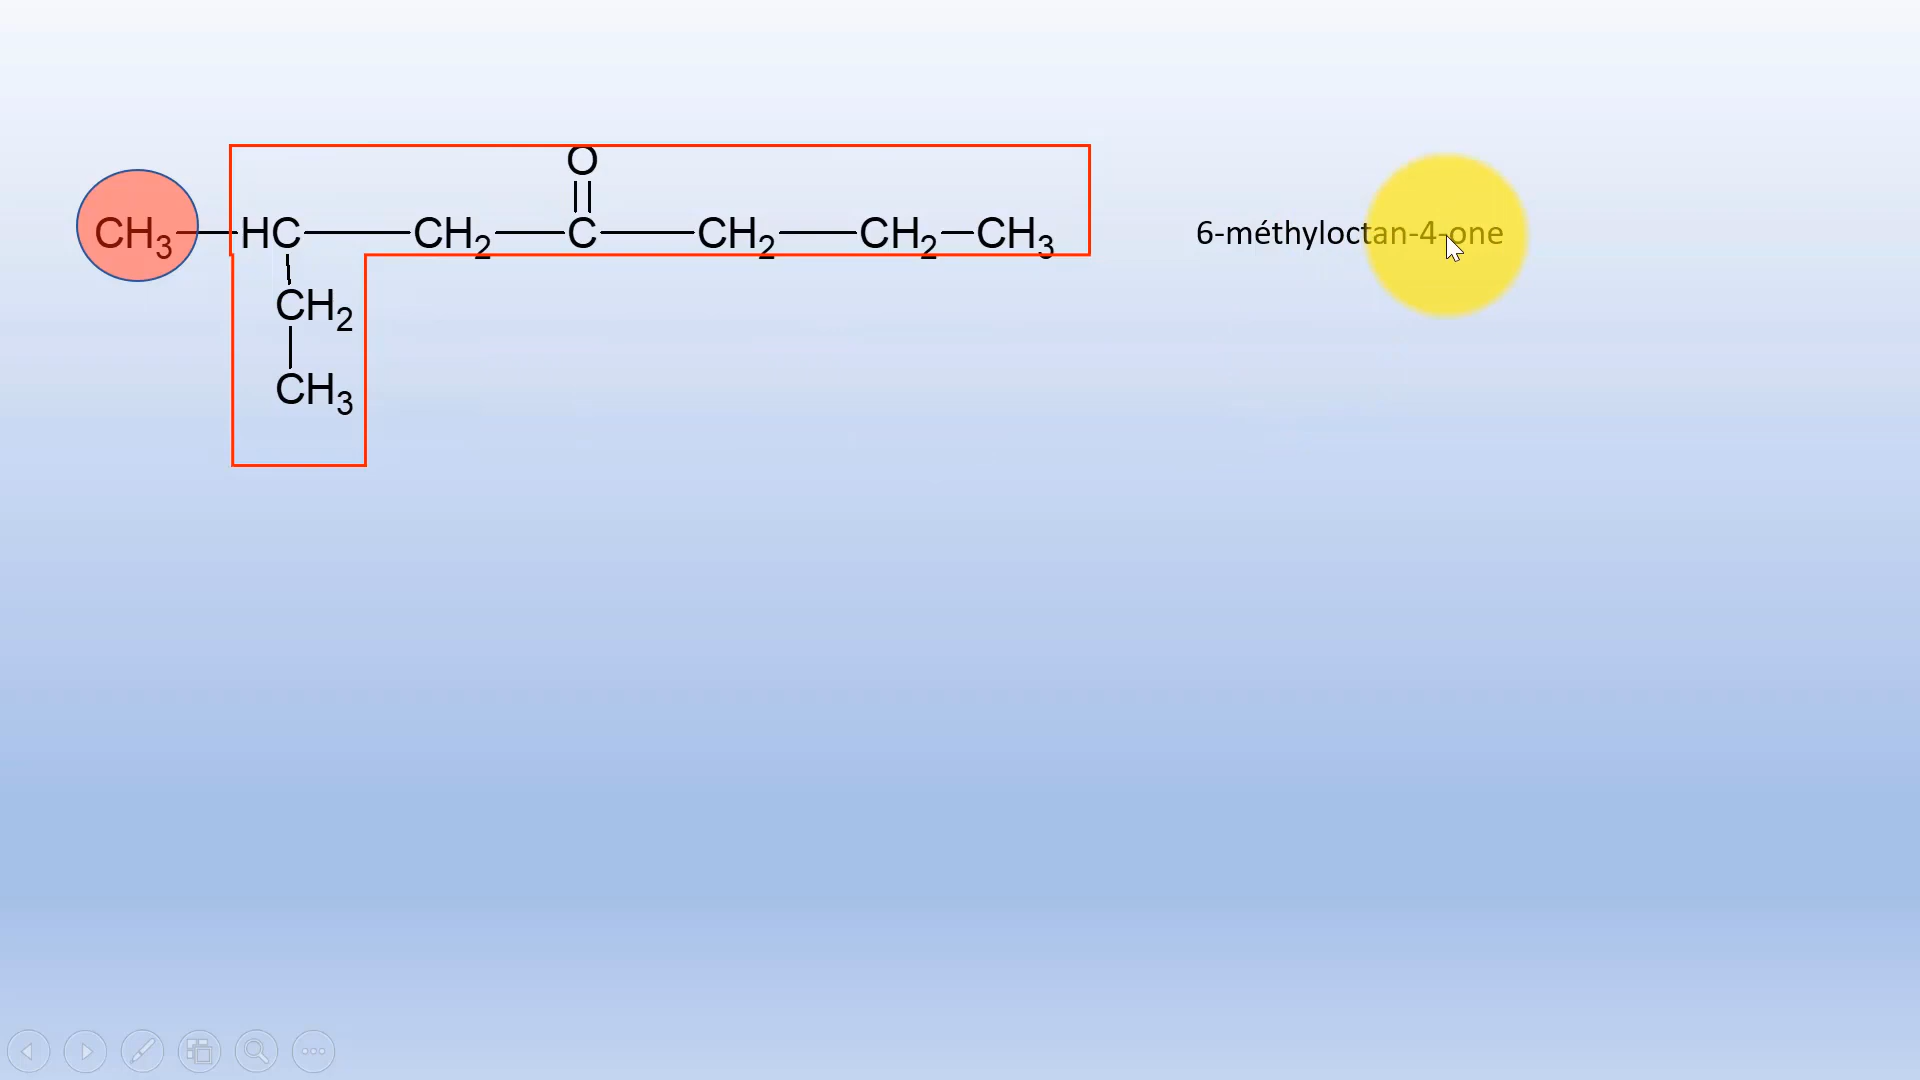 O
CH3 HC CH2 C CH2 CH2 CH3 6-méthyloctan-4-one
CH2
CH3